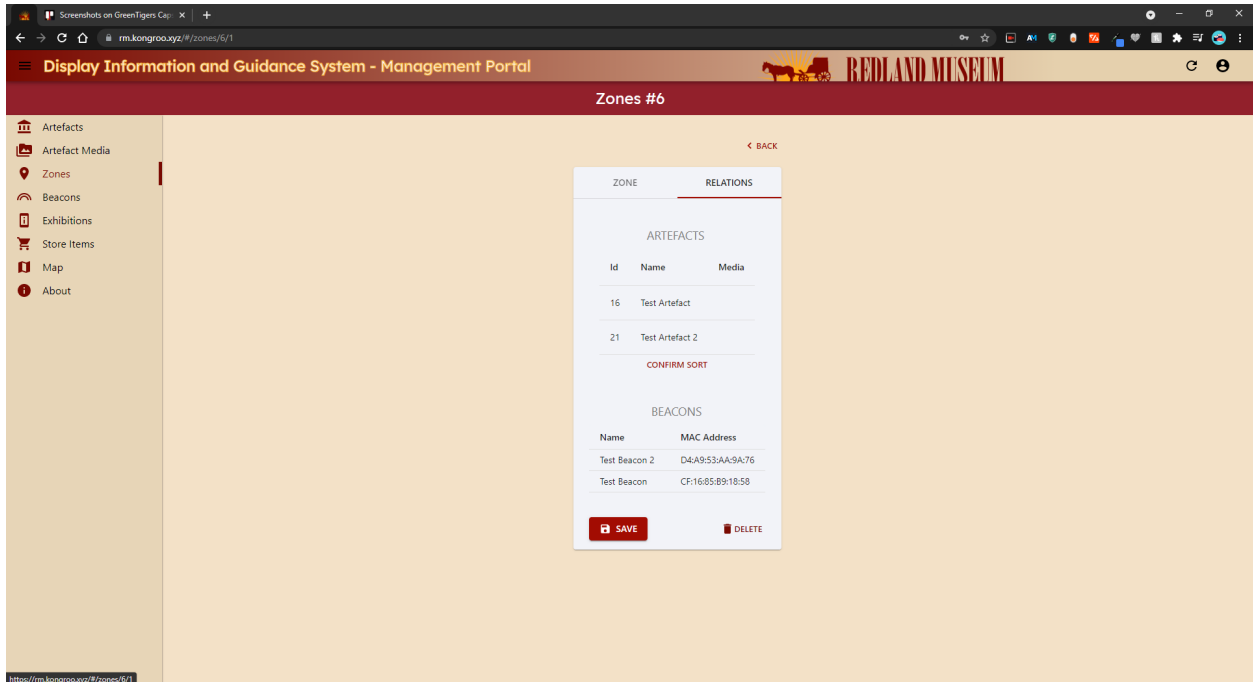 Screenshots on GreenTigers Cap
rm.kongroo.xyz/#/zones/6/1
Display Information and Guidance System - Management Portal
REDLAND MUSEUM
Zones #6
Artefacts
Artefact Media
Zones
Beacons
Exhibitions
Store Items
Map
About
BACK
ZONE RELATIONS
ARTEFACTS
Id Name Media
16 Test Artefact
21 Test Artefact 2
CONFIRM SORT
BEACONS
Name MAC Address
Test Beacon 2 D4:A9:53:AA:9A:76
Test Beacon CF:16:85:B9:18:58
SAVE DELETE
https://rm.kongroo.xyz/#/zones/6/1